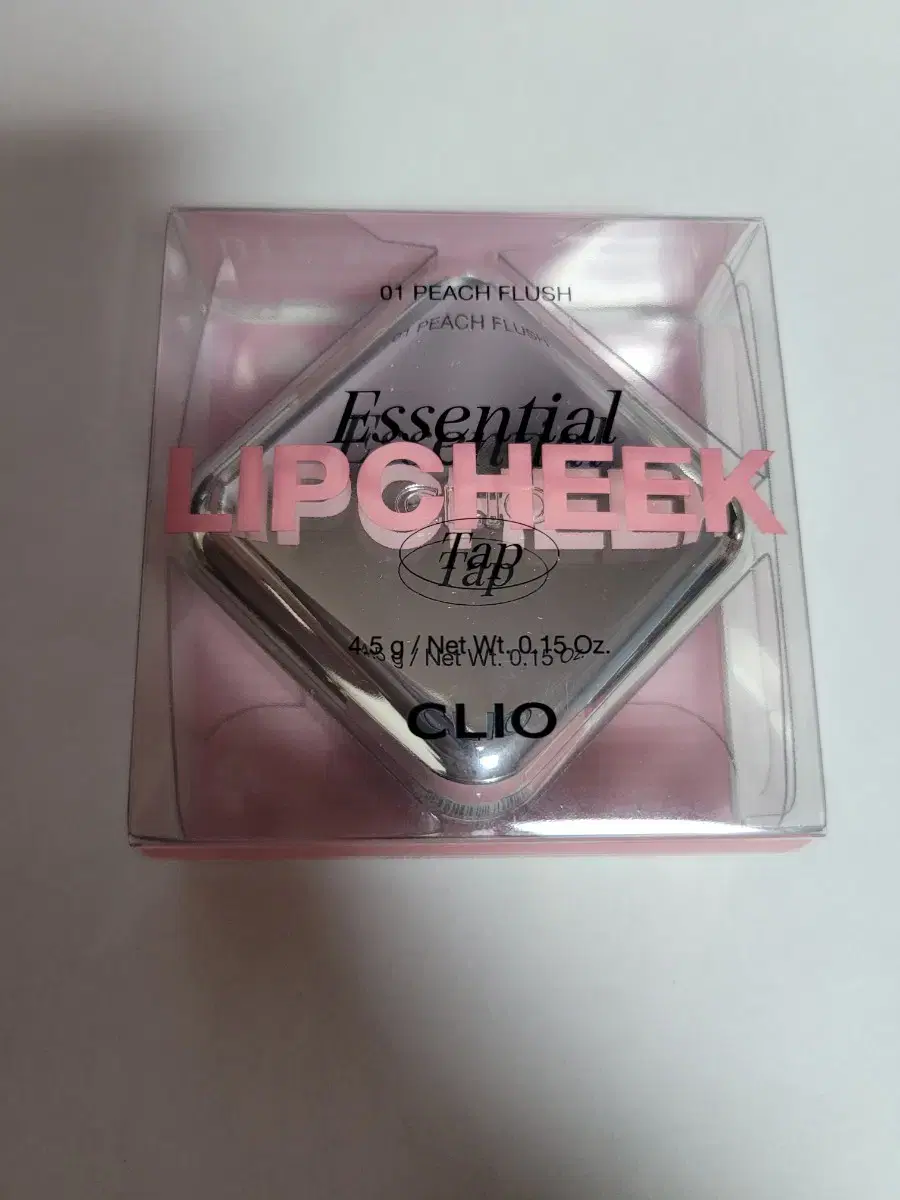 01 PEACH FLUSH
Essential
LIPCHEEK
Tap
4.5 g / Net Wt. 0.15 Oz.
CLIO